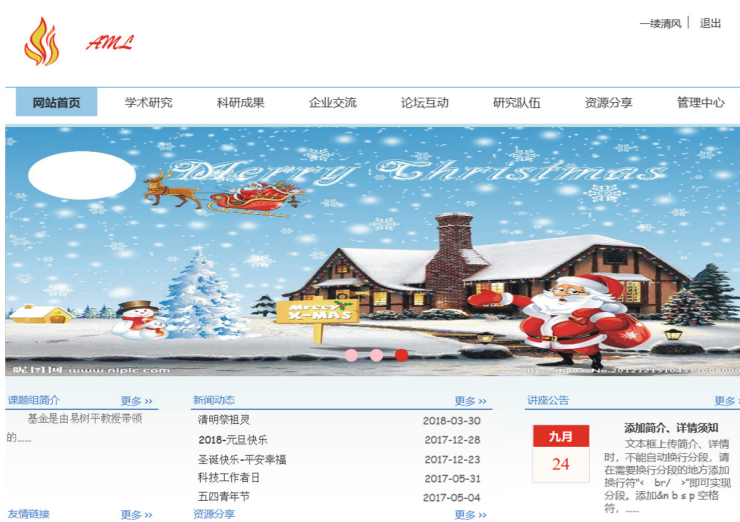 一缕清风 | 退出
AML
网站首页 学术研究 科研成果 企业交流 论坛互动 研究队伍 资源分享 管理中心
Merry Christmas
Merry
X-MAS
昵图网 www.nipic.com
课题组简介 更多 >>
基金是由易树平教授带领
的......
新闻动态 更多 >>
清明祭祖灵 2018-03-30
2018-元旦快乐 2017-12-28
圣诞快乐-平安幸福 2017-12-23
科技工作者日 2017-05-31
五四青年节 2017-05-04
讲座公告 更多
九月
24
添加简介、详情须知
文本框上传简介、详情
时，不能自动换行分段，请
在需要换行分段的地方添加
换行符"< br/ >"即可实现
分段。添加&n b s p 空格
符，......
友情链接 更多 >>
资源分享 更多 >>